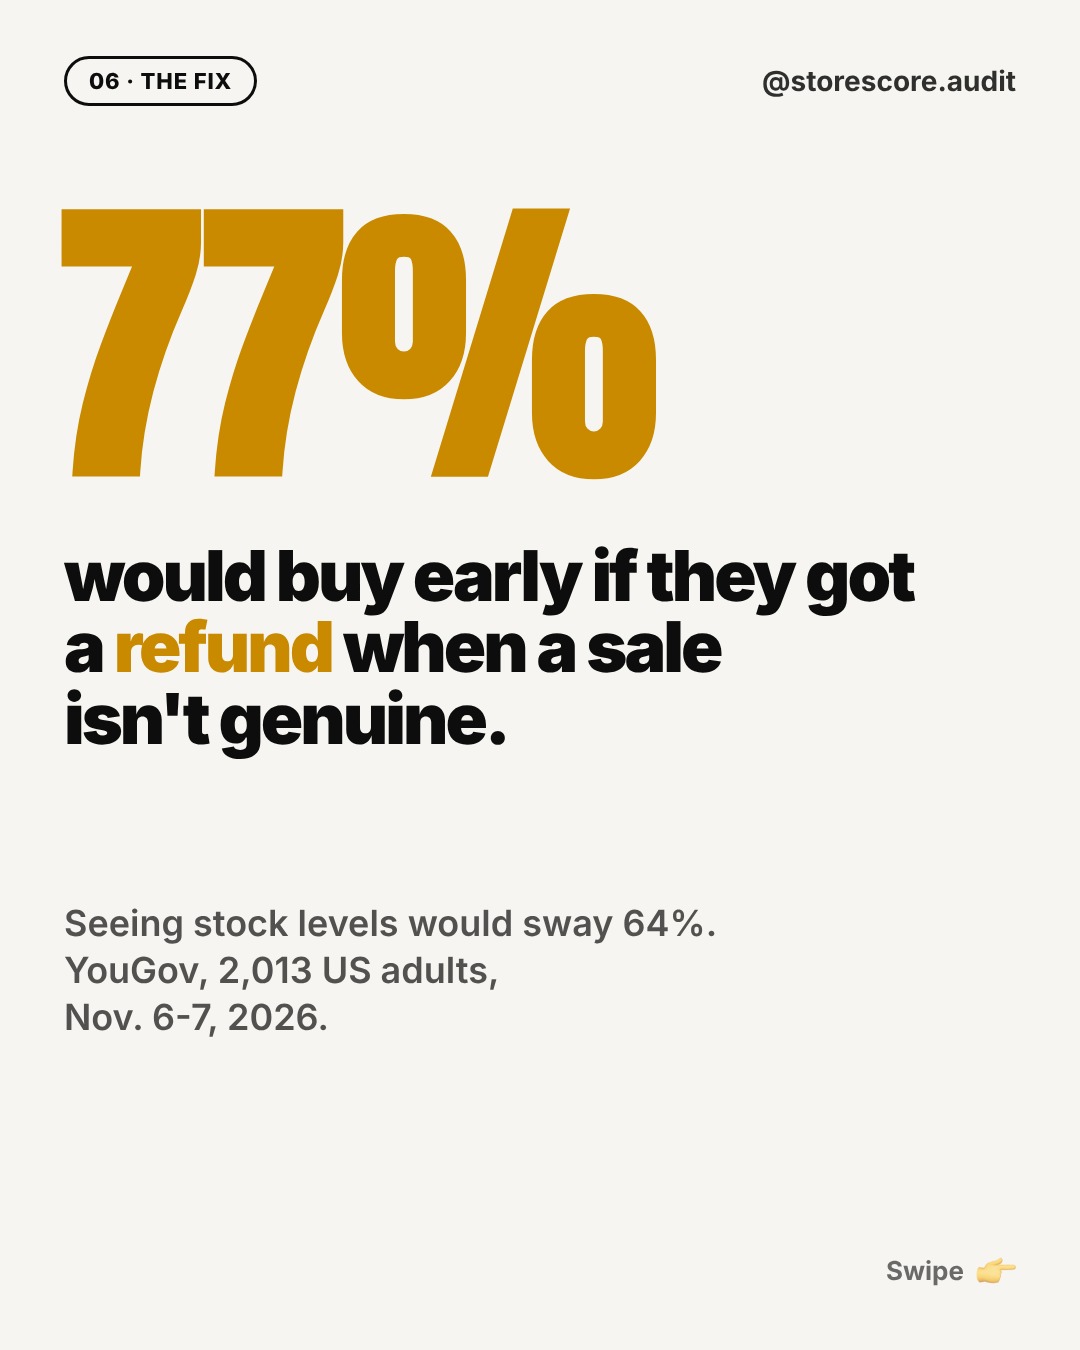 06 · THE FIX
@storescore.audit
77%
would buy early if they got
a refund when a sale
isn't genuine.
Seeing stock levels would sway 64%.
YouGov, 2,013 US adults,
Nov. 6-7, 2026.
Swipe 👉